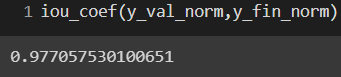 1 iou_coef(y_val_norm,y_fin_norm)
0.977057530100651